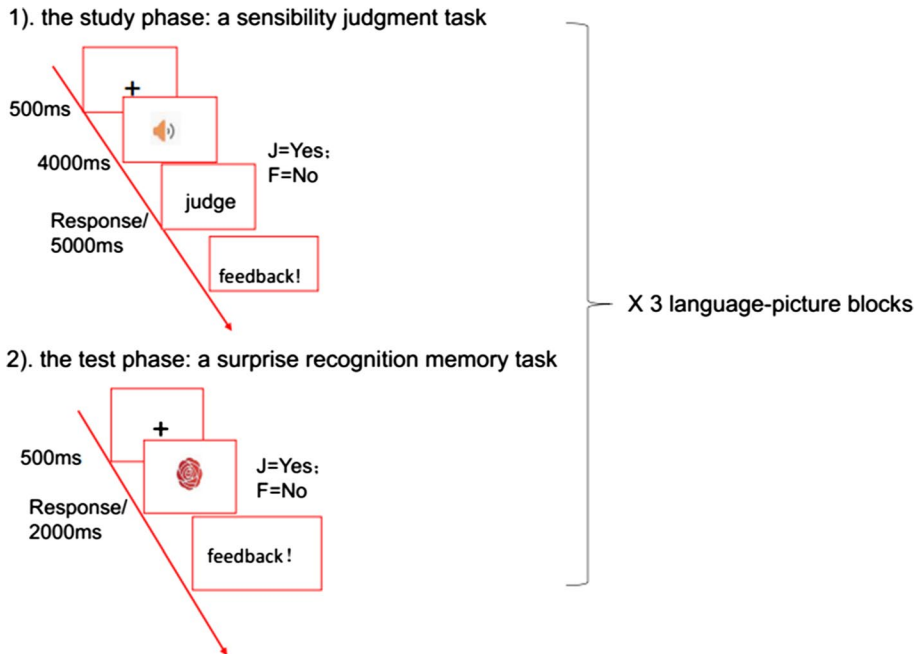 1). the study phase: a sensibility judgment task
+
500ms
4000ms
J=Yes;
F=No
judge
Response/
5000ms
feedback!
X 3 language-picture blocks
2). the test phase: a surprise recognition memory task
+
500ms
J=Yes;
F=No
Response/
2000ms
feedback!